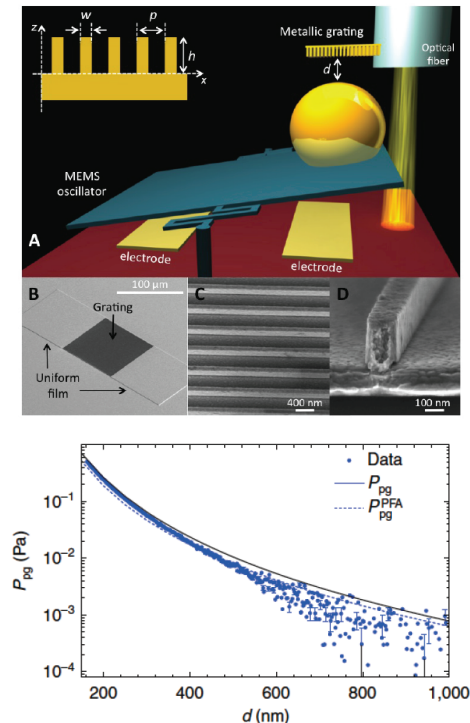 z
w
p
h
x
Metallic grating
Optical
fiber
d
MEMS
oscillator
A
electrode
electrode
B
100 µm
Grating
Uniform
film
C
400 nm
D
100 nm
Data
P_pg
P_pg^PFA
P_pg (Pa)
10⁻¹
10⁻²
10⁻³
10⁻⁴
200 400 600 800 1,000
d (nm)